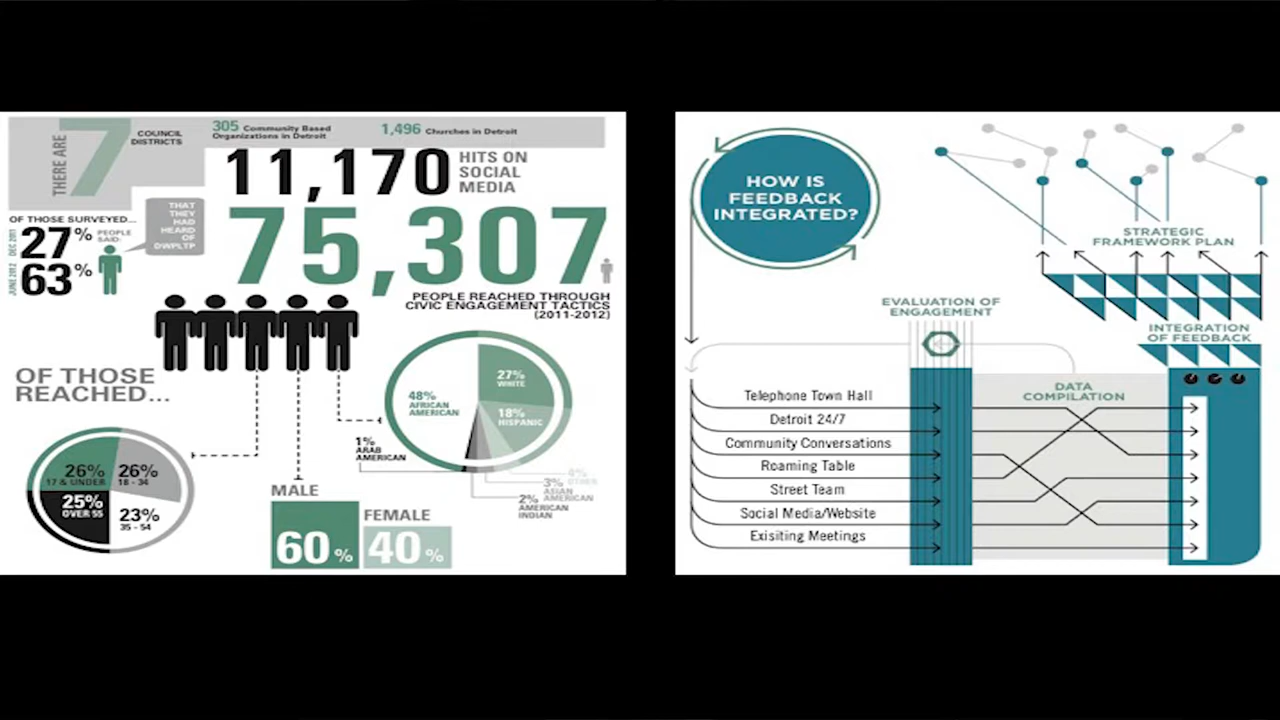 THERE ARE
7
COUNCIL
DISTRICTS
305 Community Based
Organizations in Detroit
1,496 Churches in Detroit
11,170
HITS ON
SOCIAL
MEDIA
75,307
PEOPLE REACHED THROUGH
CIVIC ENGAGEMENT TACTICS
(2011-2012)
OF THOSE SURVEYED...
DEC 2011
27%
JUNE 2012
63%
PEOPLE
SAID:
THAT
THEY
HAD
HEARD
OF
DWPLTP
OF THOSE
REACHED...
26%
17 & UNDER
26%
18 - 34
25%
OVER 55
23%
35 - 54
MALE
60%
FEMALE
40%
48%
AFRICAN
AMERICAN
27%
WHITE
18%
HISPANIC
1%
ARAB
AMERICAN
4%
OTHER
3%
ASIAN
AMERICAN
2%
AMERICAN
INDIAN
HOW IS
FEEDBACK
INTEGRATED?
STRATEGIC
FRAMEWORK PLAN
EVALUATION OF
ENGAGEMENT
INTEGRATION
OF FEEDBACK
DATA
COMPILATION
Telephone Town Hall
Detroit 24/7
Community Conversations
Roaming Table
Street Team
Social Media/Website
Exisiting Meetings